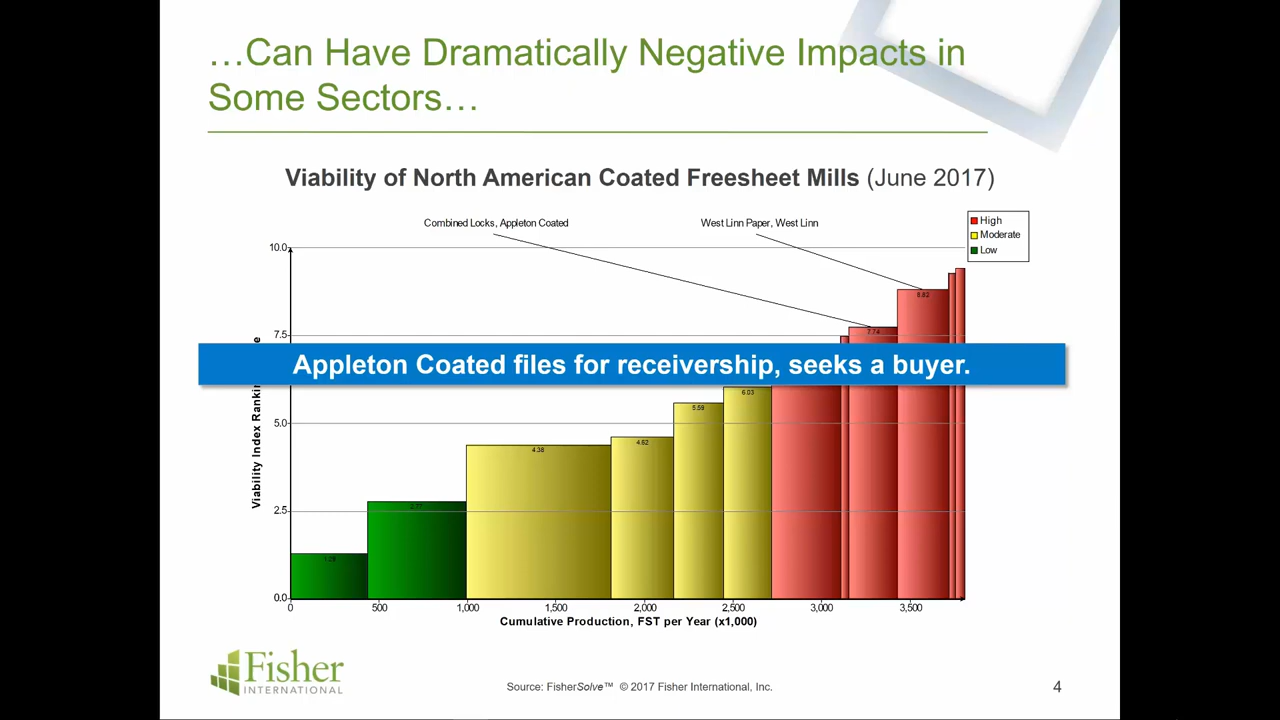 …Can Have Dramatically Negative Impacts in
Some Sectors…
Viability of North American Coated Freesheet Mills (June 2017)
Combined Locks, Appleton Coated
West Linn Paper, West Linn
High
Moderate
Low
10.0
7.5
5.0
2.5
0.0
Viability Index Rankin
e
Appleton Coated files for receivership, seeks a buyer.
2.77
4.38
4.62
5.59
6.03
7.74
8.82
0
500
1,000
1,500
2,000
2,500
3,000
3,500
Cumulative Production, FST per Year (x1,000)
Fisher
INTERNATIONAL
Source: FisherSolve™ © 2017 Fisher International, Inc.
4